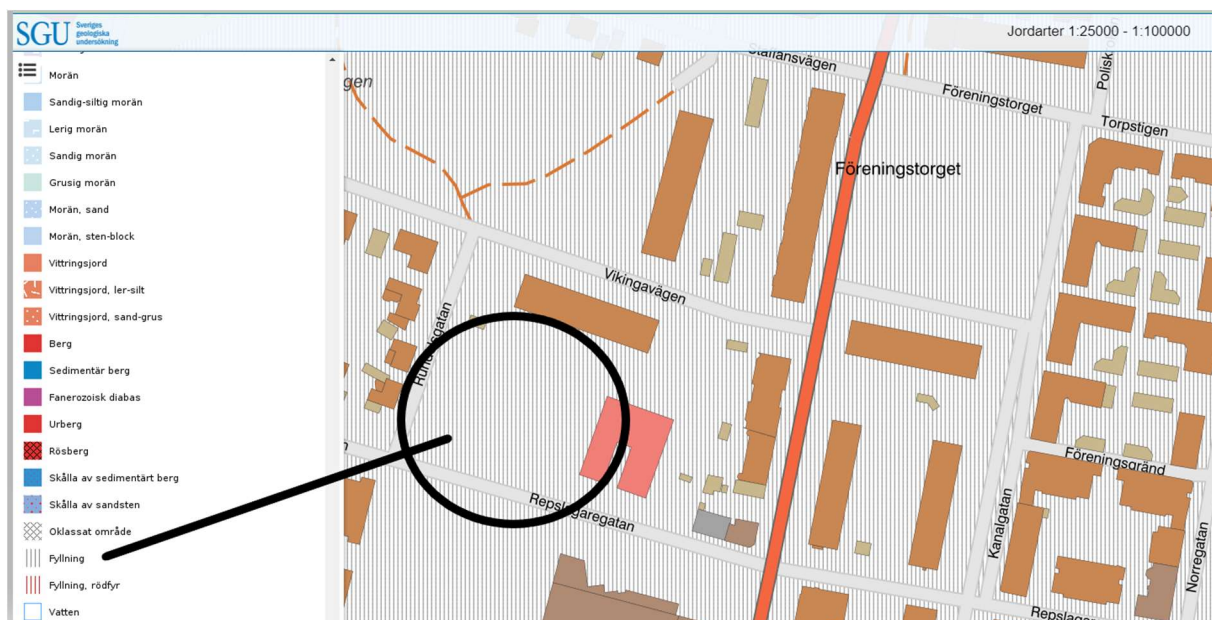 SGU Sveriges
geologiska
undersökning
Jordarter 1:25000 - 1:100000
Morän
Sandig-siltig morän
Lerig morän
Sandig morän
Grusig morän
Morän, sand
Morän, sten-block
Vittringsjord
Vittringsjord, ler-silt
Vittringsjord, sand-grus
Berg
Sedimentär berg
Fanerozoisk diabas
Urberg
Rösberg
Skålla av sedimentärt berg
Skålla av sandsten
Oklassat område
Fyllning
Fyllning, rödfyr
Vatten
gen
Staffansvägen
Föreningstorget
Torpstigen
Föreningstorget
Vikingavägen
Repslagaregatan
Kanalgatan
Föreningsgränd
Norregatan